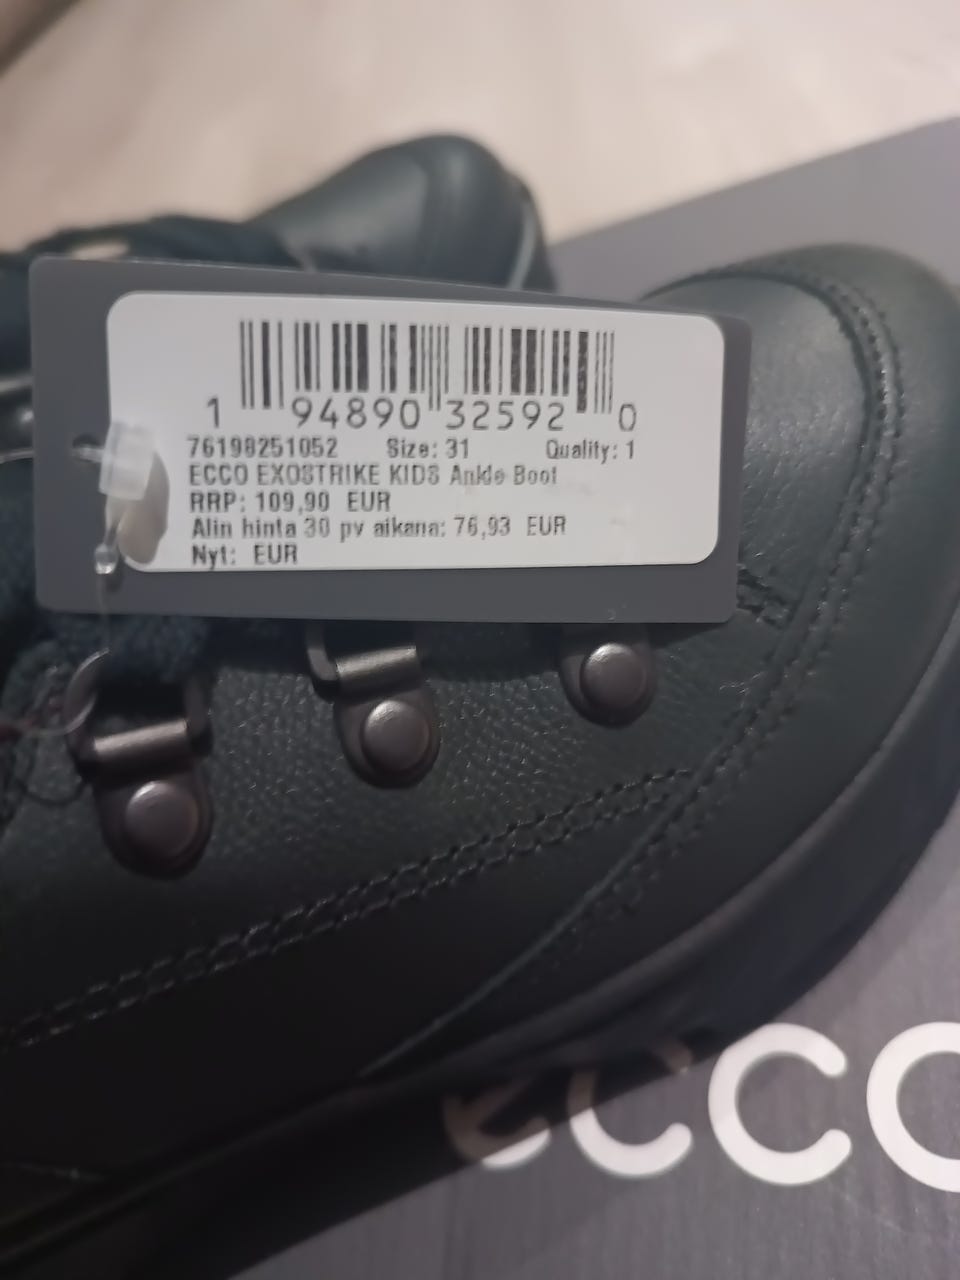 1 94890 32592 0
76198251052 Size: 31 Quality: 1
ECCO EXOSTRIKE KIDS Ankle Boot
RRP: 109,90 EUR
Alin hinta 30 pv aikana: 76,93 EUR
Nyt: EUR
ecco